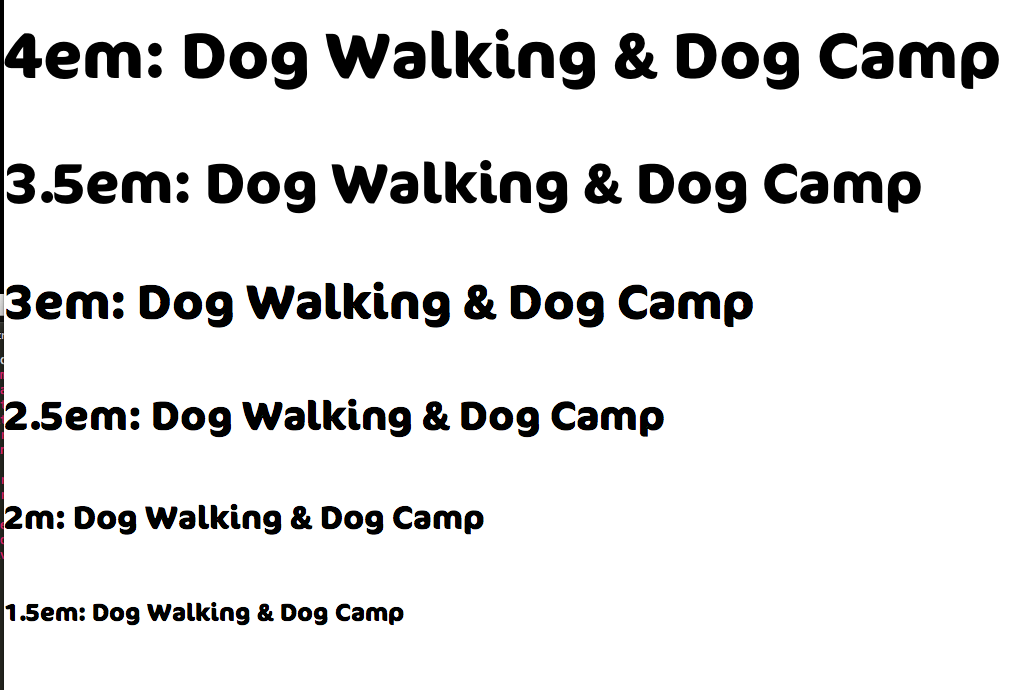 4em: Dog Walking & Dog Camp
3.5em: Dog Walking & Dog Camp
3em: Dog Walking & Dog Camp
2.5em: Dog Walking & Dog Camp
2m: Dog Walking & Dog Camp
1.5em: Dog Walking & Dog Camp